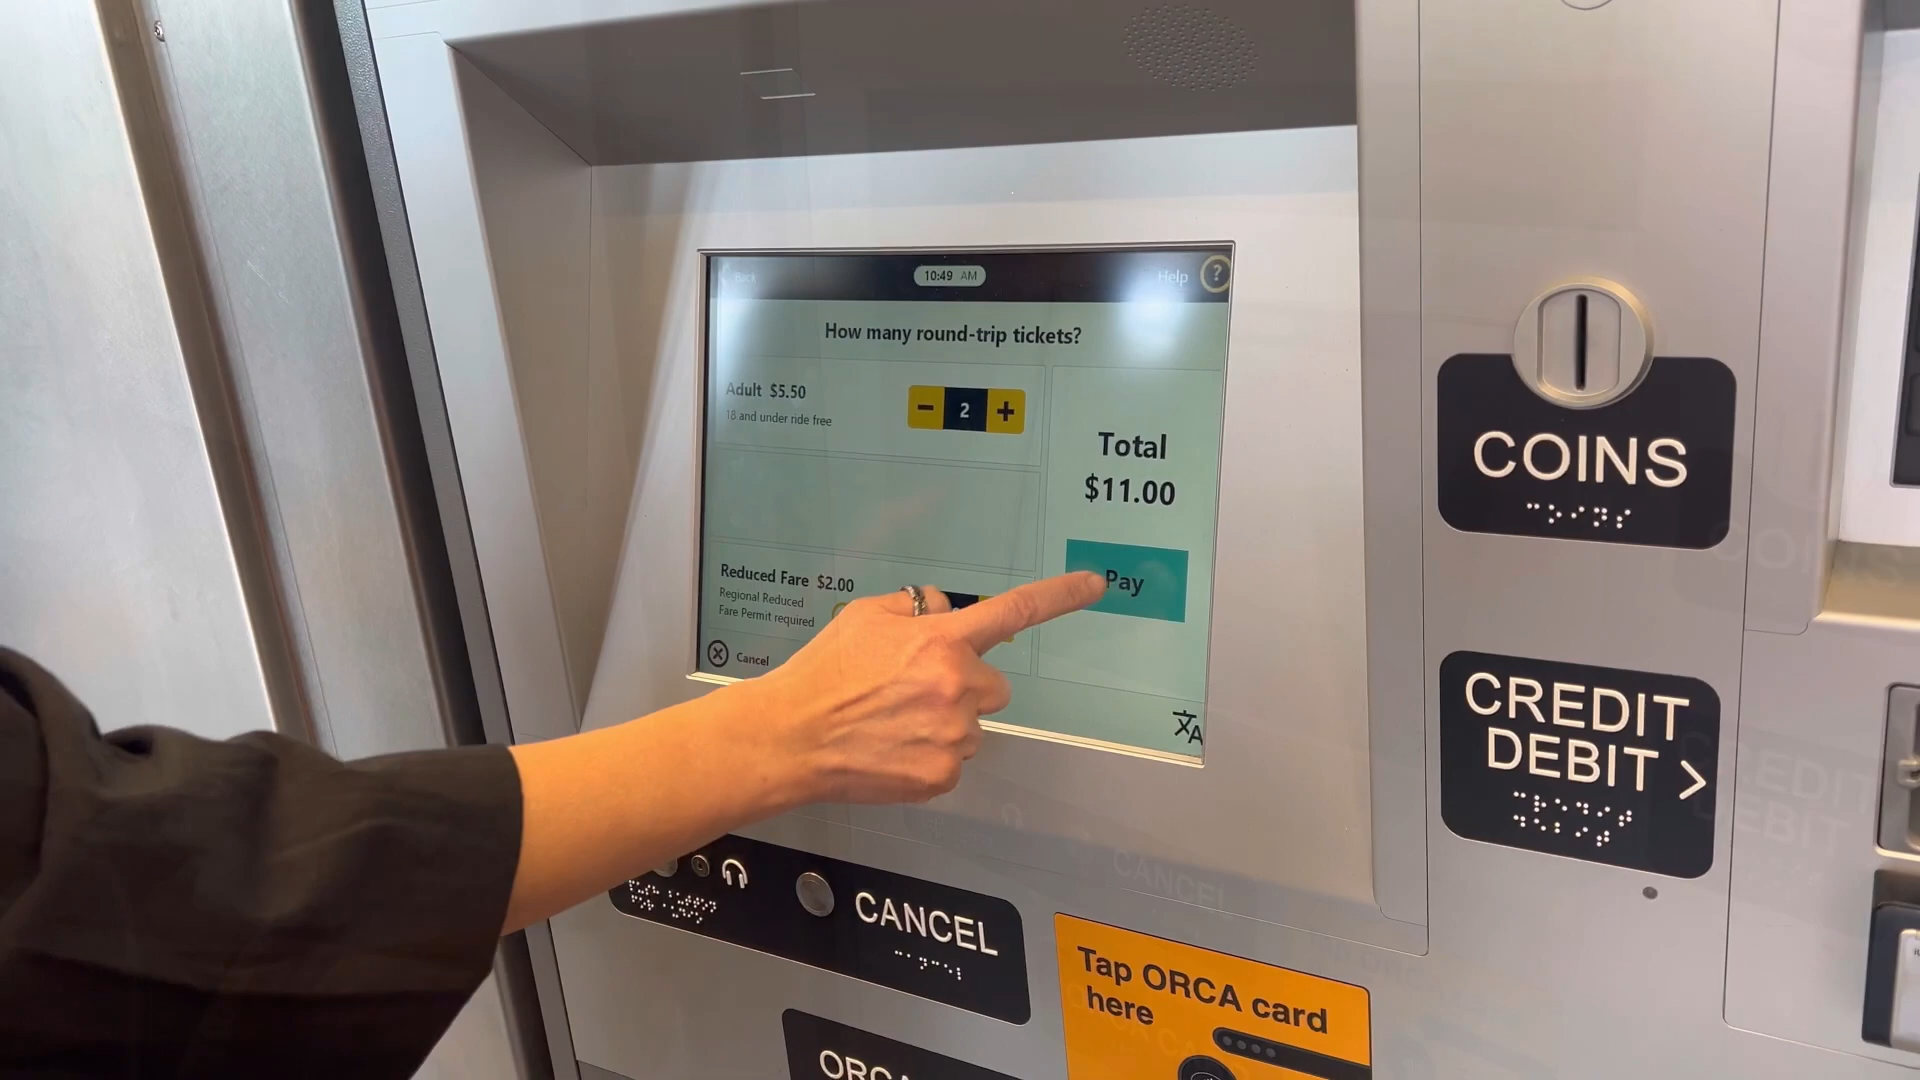 Back
10:49 AM
Help ?
How many round-trip tickets?
Adult $5.50
18 and under ride free
− 2 +
Total
$11.00
Pay
Reduced Fare $2.00
Regional Reduced
Fare Permit required
Cancel
COINS
CREDIT
DEBIT >
CANCEL
Tap ORCA card
here